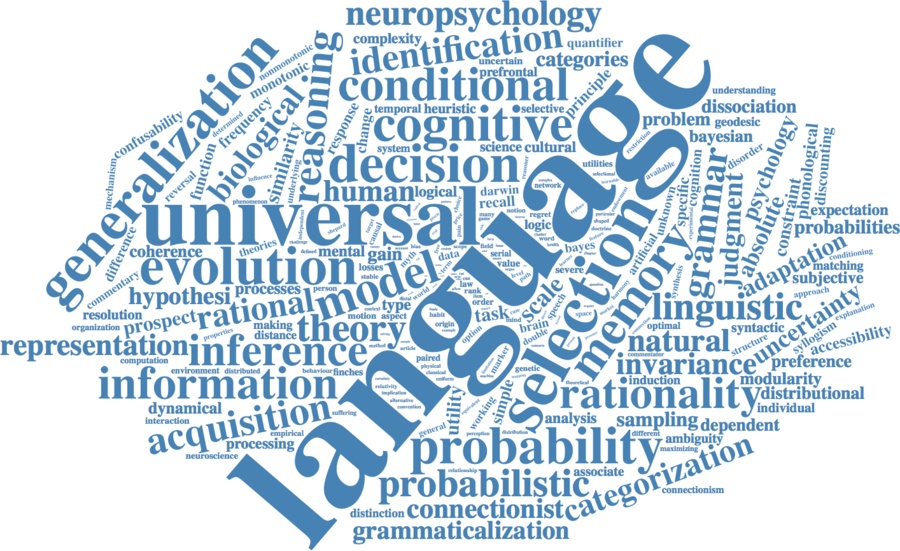 neuropsychology
complexity
identification
quantifier
nonmonotonic
uncertain
categories
generalization
monotonic
reasoning
prefrontal
conditional
principle
understanding
confusability
determined
frequency
biological
response
change
temporal
heuristic
selective
language
dissociation
cognitive
problem
geodesic
bayesian
system
science
cultural
restriction
mechanism
reversal
function
similarity
underlying
influence
decision
utilities
available
disorder
psychology
phonological
discounting
human
logical
darwin
recall
network
phenomenon
universal
notion
regret
logic
word
unknown
specific
cognition
grammar
judgment
absolute
constraint
expectation
probabilities
difference
coherence
theories
mental
gain
causal
data
field
serial
value
bayes
severe
artificial
adaptation
conditioning
matching
subjective
commentary
evolution
losses
stable
model
myth
scope
law
rank
term
order
scale
selection
memory
synthesis
approach
hypothesi
processes
person
rational
type
world
habit
task
speech
space
linguistic
uncertainty
explanation
resolution
organization
prospect
properties
making
distance
theory
motion
aspect
origin
mind
brain
double
option
optimal
syntactic
syllogism
accessibility
representation
computation
inference
method
article
paired
physical
classical
uniform
marker
natural
commentator
structure
preference
environment
distributed
behaviour
finches
genetic
theoretical
invariance
induction
modularity
information
relativity
implication
alternative
convention
simple
rationality
distributional
individual
dynamical
interaction
suffering
utility
working
general
analysis
sampling
dependent
acquisition
empirical
processing
neuroscience
perception
distribution
probability
different
ambiguity
maximizing
relationship
associate
probabilistic
categorization
connectionism
distinction
connectionist
grammaticalization